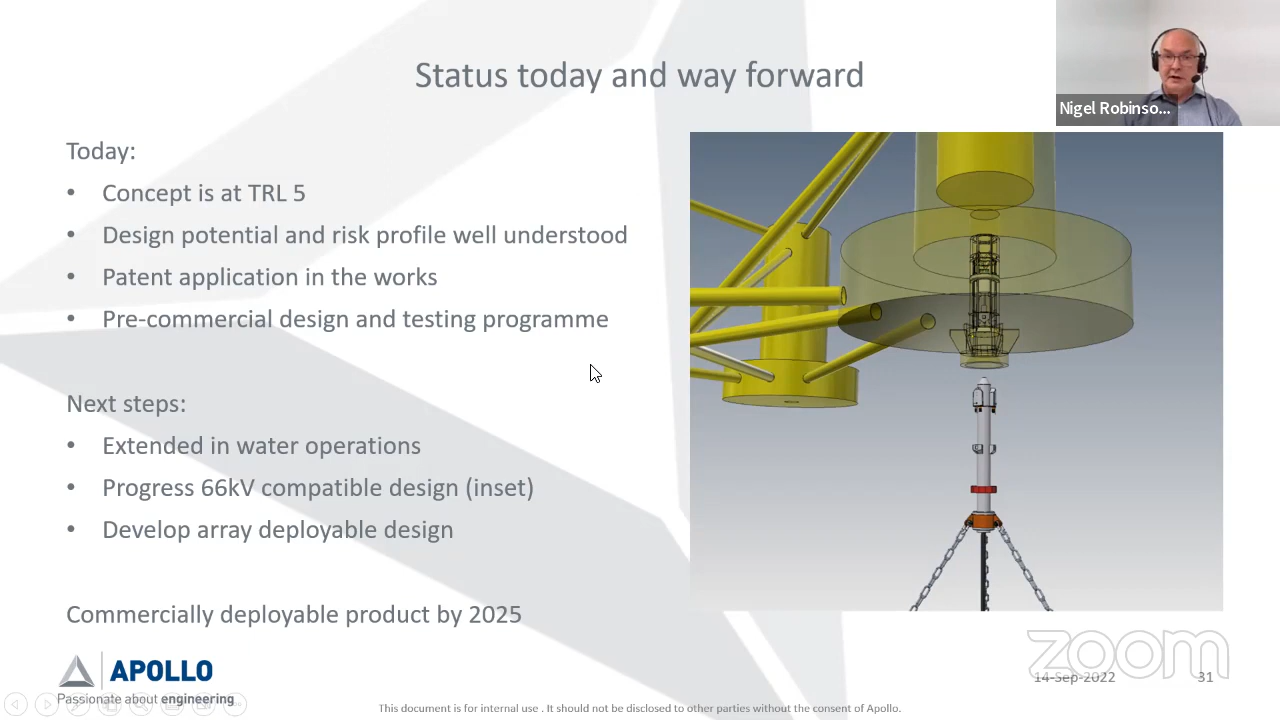 Status today and way forward
Nigel Robinso...
Today:
• Concept is at TRL 5
• Design potential and risk profile well understood
• Patent application in the works
• Pre-commercial design and testing programme
Next steps:
• Extended in water operations
• Progress 66kV compatible design (inset)
• Develop array deployable design
Commercially deployable product by 2025
APOLLO
Passionate about engineering
zoom
14-Sep-2022
31
This document is for internal use . It should not be disclosed to other parties without the consent of Apollo.